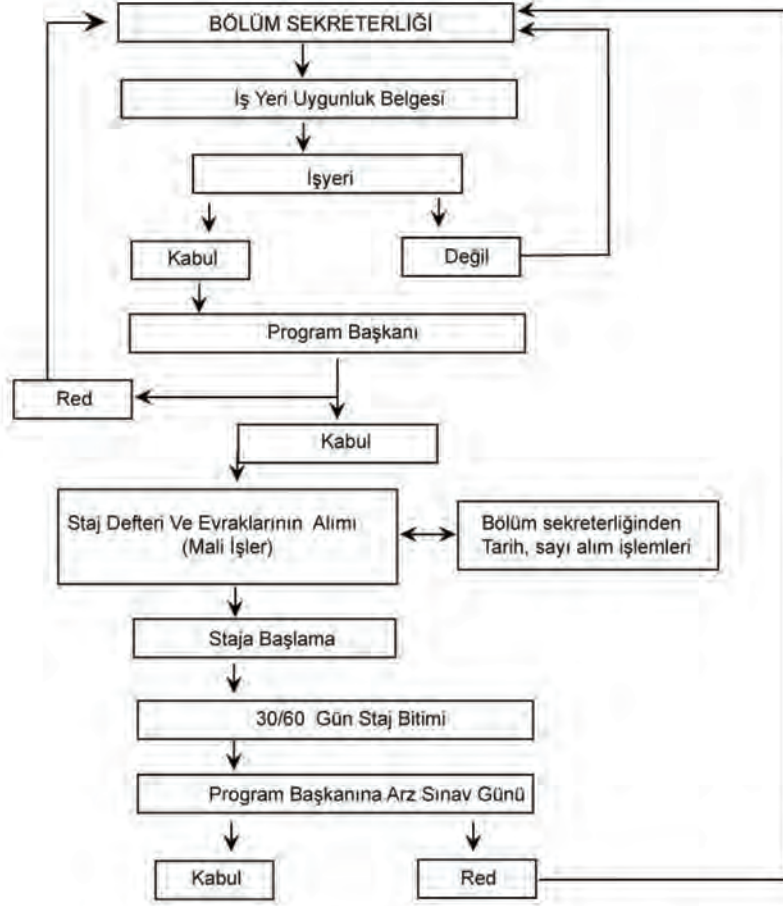 BÖLÜM SEKRETERLİĞİ
İş Yeri Uygunluk Belgesi
İşyeri
Kabul
Değil
Program Başkanı
Red
Kabul
Staj Defteri Ve Evraklarının Alımı
(Mali İşler)
Bölüm sekreterliğinden
Tarih, sayı alım işlemleri
Staja Başlama
30/60 Gün Staj Bitimi
Program Başkanına Arz Sınav Günü
Kabul
Red